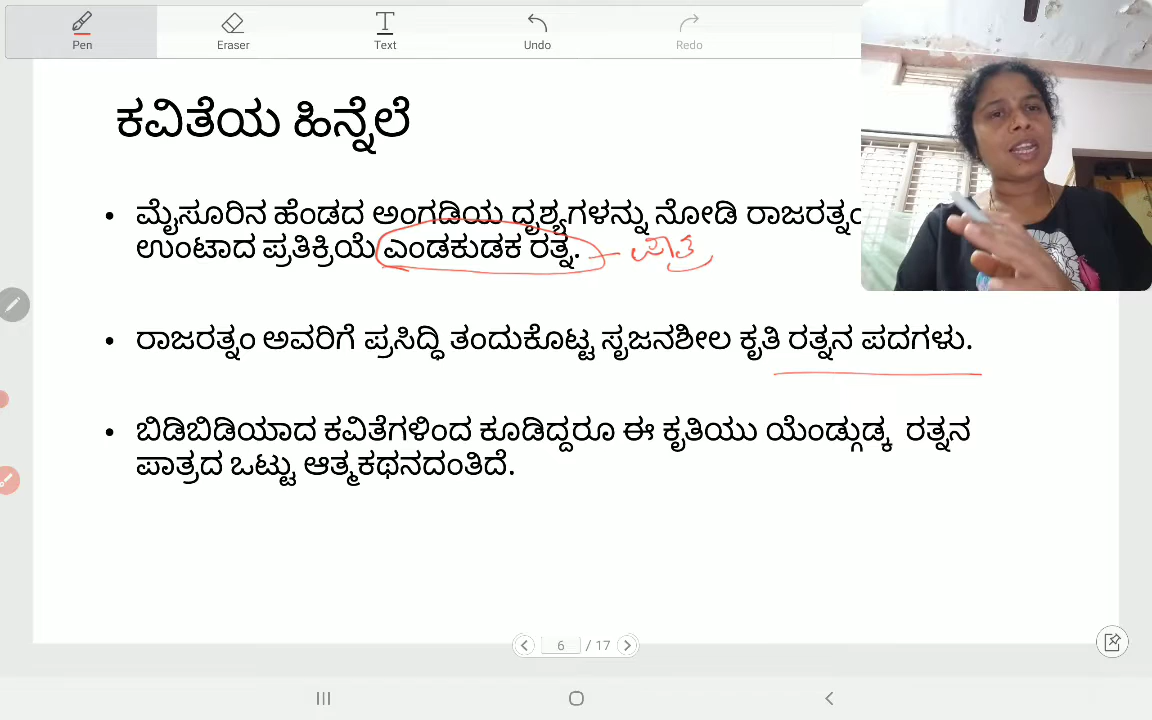 Pen Eraser Text Undo Redo
ಕವಿತೆಯ ಹಿನ್ನೆಲೆ
• ಮೈಸೂರಿನ ಹೆಂಡದ ಅಂಗಡಿಯ ದೃಶ್ಯಗಳನ್ನು ನೋಡಿ ರಾಜರತ್ನಂ
ಉಂಟಾದ ಪ್ರತಿಕ್ರಿಯೆ ಎಂಡಕುಡಕ ರತ್ನ. – ಪಾತ್ರ
• ರಾಜರತ್ನಂ ಅವರಿಗೆ ಪ್ರಸಿದ್ಧಿ ತಂದುಕೊಟ್ಟ ಸೃಜನಶೀಲ ಕೃತಿ ರತ್ನನ ಪದಗಳು.
• ಬಿಡಿಬಿಡಿಯಾದ ಕವಿತೆಗಳಿಂದ ಕೂಡಿದ್ದರೂ ಈ ಕೃತಿಯು ಯೆಂಡ್ಗುಡ್ಕ ರತ್ನನ
ಪಾತ್ರದ ಒಟ್ಟು ಆತ್ಮಕಥನದಂತಿದೆ.
6 / 17